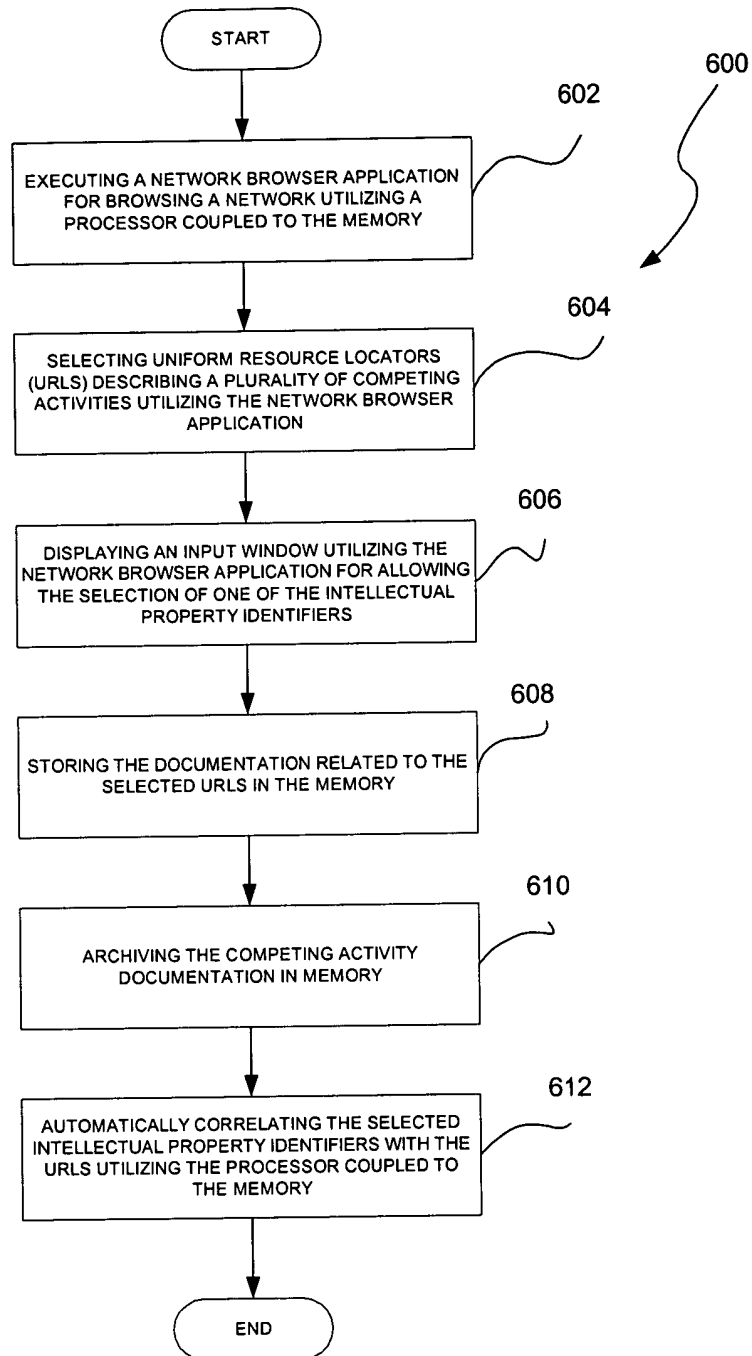 START
600
602
EXECUTING A NETWORK BROWSER APPLICATION
FOR BROWSING A NETWORK UTILIZING A
PROCESSOR COUPLED TO THE MEMORY
604
SELECTING UNIFORM RESOURCE LOCATORS
(URLS) DESCRIBING A PLURALITY OF COMPETING
ACTIVITIES UTILIZING THE NETWORK BROWSER
APPLICATION
606
DISPLAYING AN INPUT WINDOW UTILIZING THE
NETWORK BROWSER APPLICATION FOR ALLOWING
THE SELECTION OF ONE OF THE INTELLECTUAL
PROPERTY IDENTIFIERS
608
STORING THE DOCUMENTATION RELATED TO THE
SELECTED URLS IN THE MEMORY
610
ARCHIVING THE COMPETING ACTIVITY
DOCUMENTATION IN MEMORY
612
AUTOMATICALLY CORRELATING THE SELECTED
INTELLECTUAL PROPERTY IDENTIFIERS WITH THE
URLS UTILIZING THE PROCESSOR COUPLED TO
THE MEMORY
END